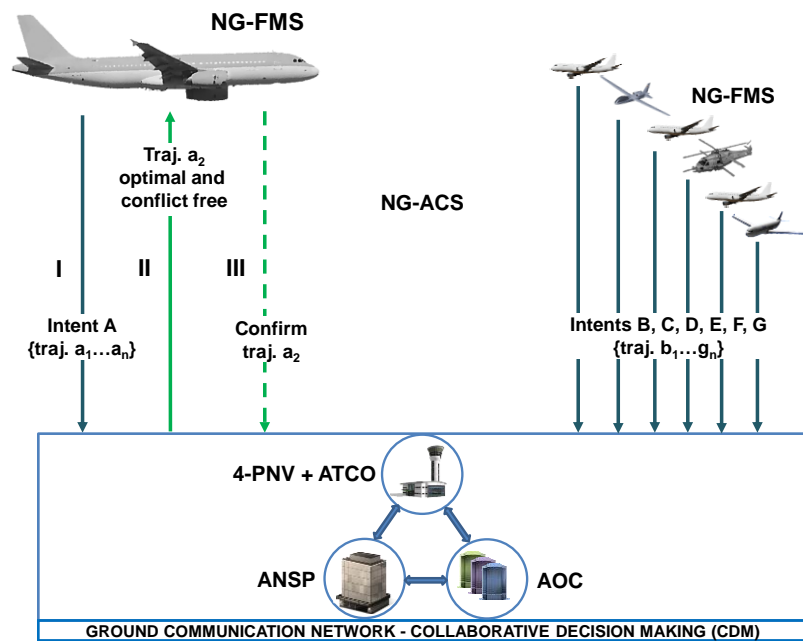 NG-FMS
NG-FMS
Traj. a₂
optimal and
conflict free
NG-ACS
I
II
III
Intent A
{traj. a₁…aₙ}
Confirm
traj. a₂
Intents B, C, D, E, F, G
{traj. b₁…gₙ}
4-PNV + ATCO
ANSP
AOC
GROUND COMMUNICATION NETWORK - COLLABORATIVE DECISION MAKING (CDM)